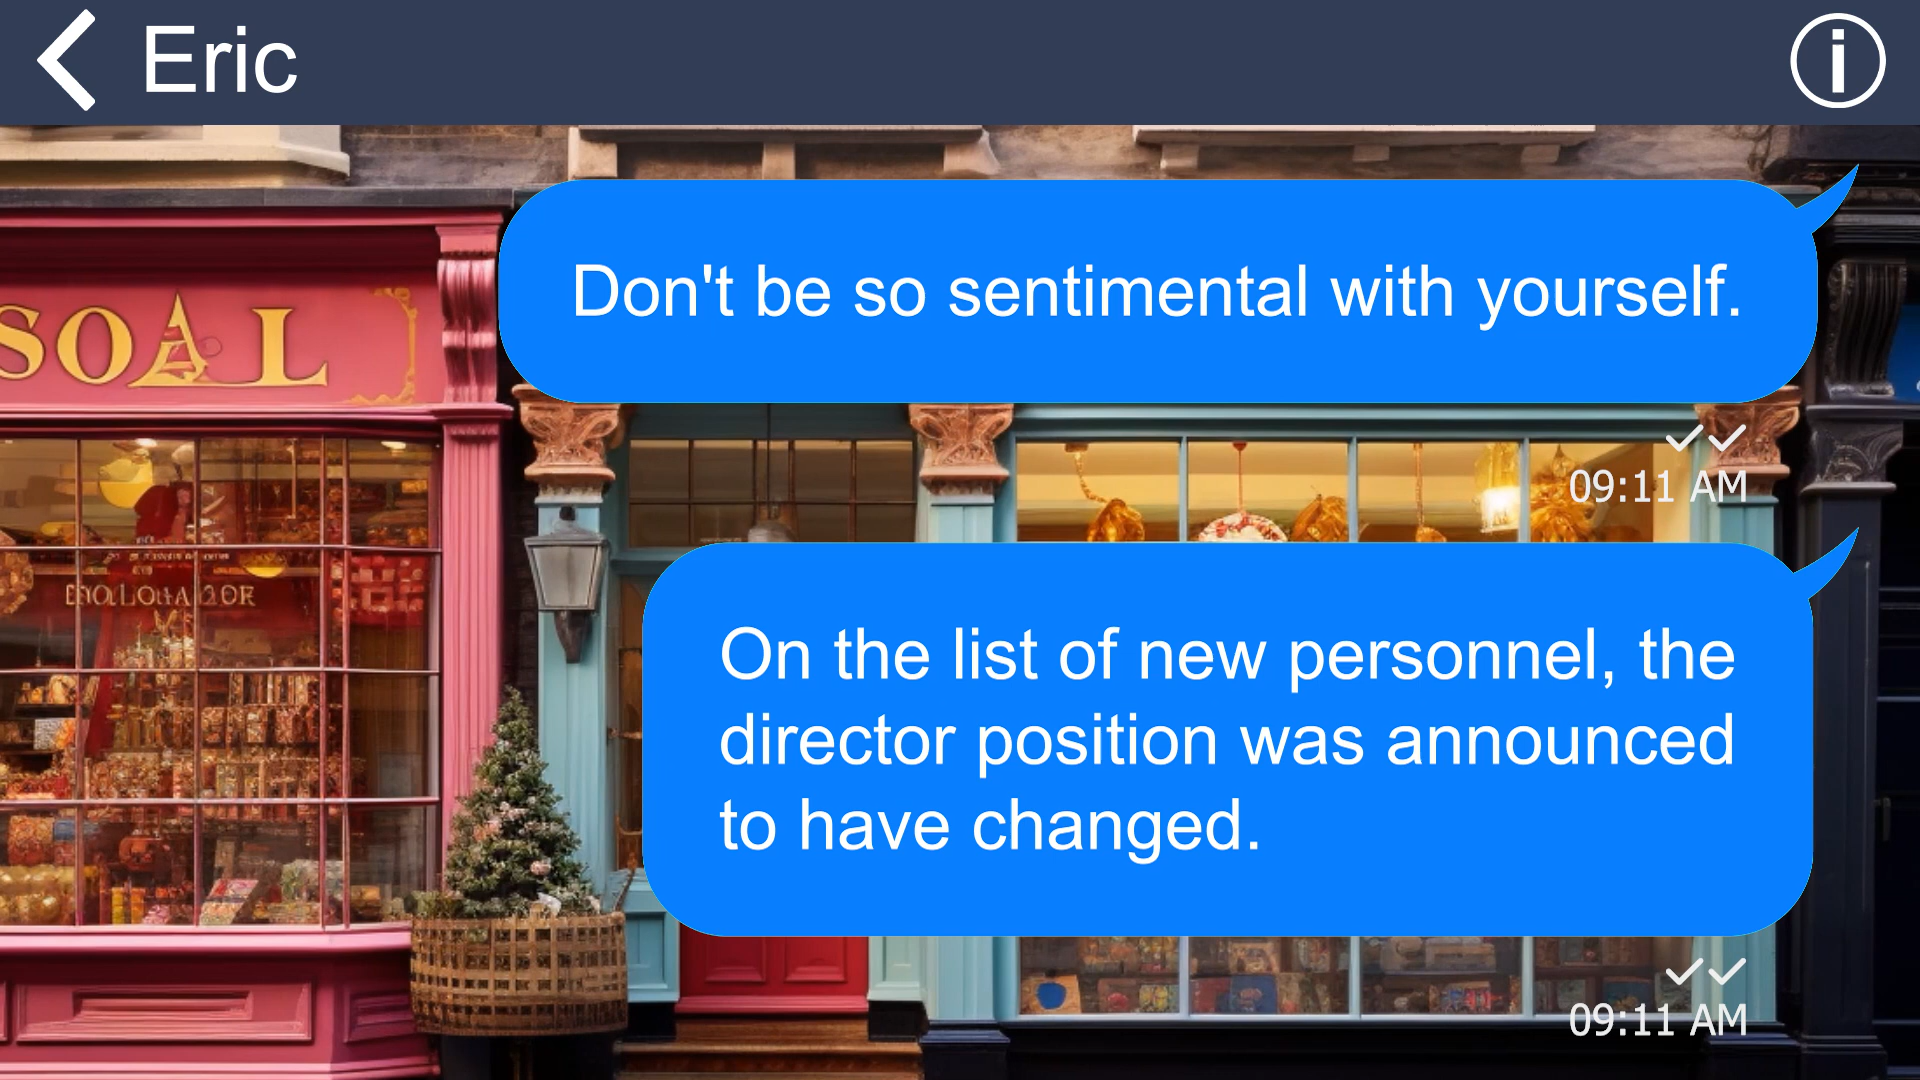 Eric
Don't be so sentimental with yourself.
09:11 AM
On the list of new personnel, the
director position was announced
to have changed.
09:11 AM
SOAL